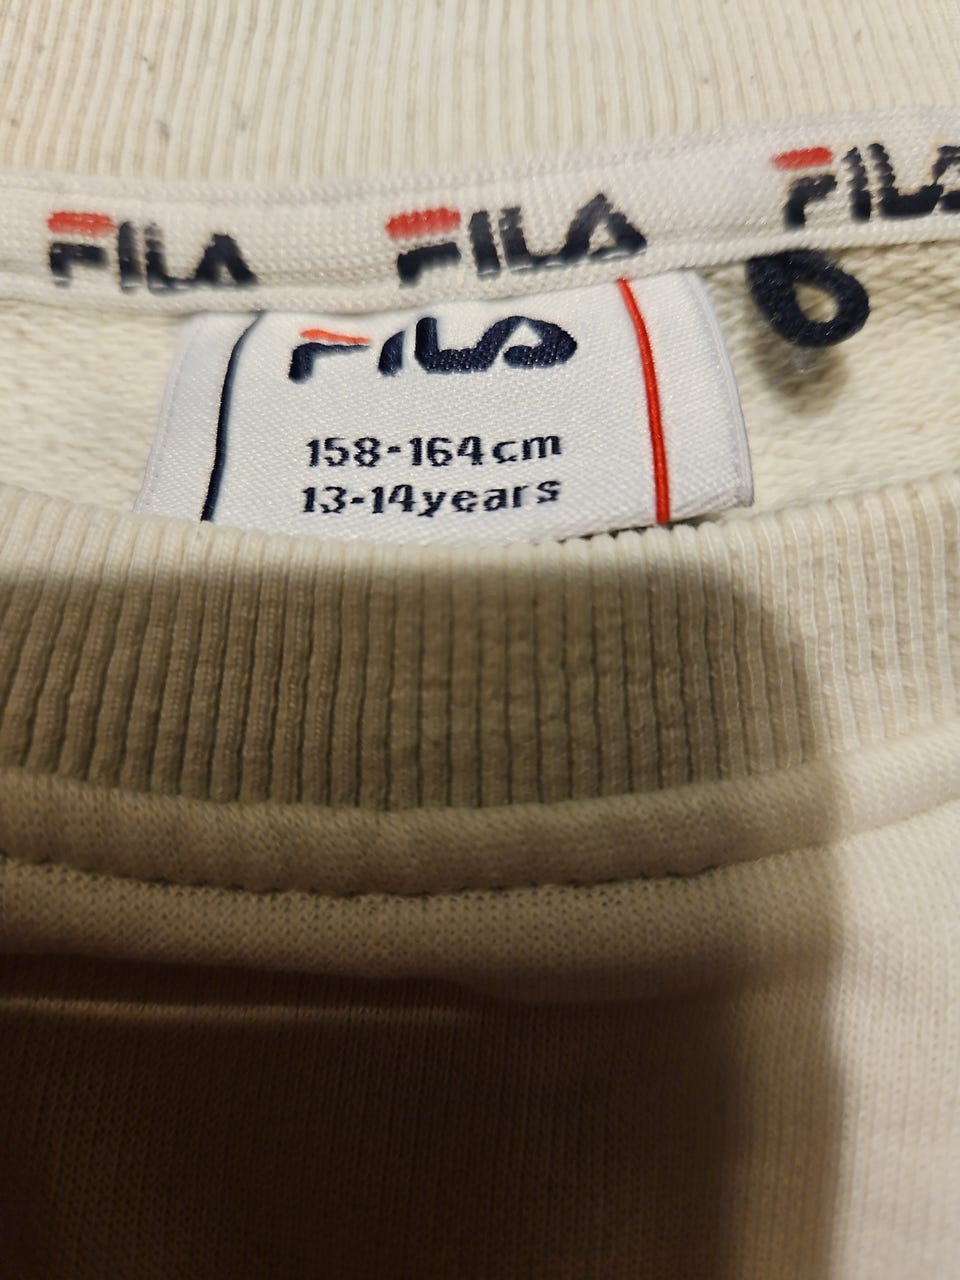 FILA FILA FILA
FILA
158-164cm
13-14years